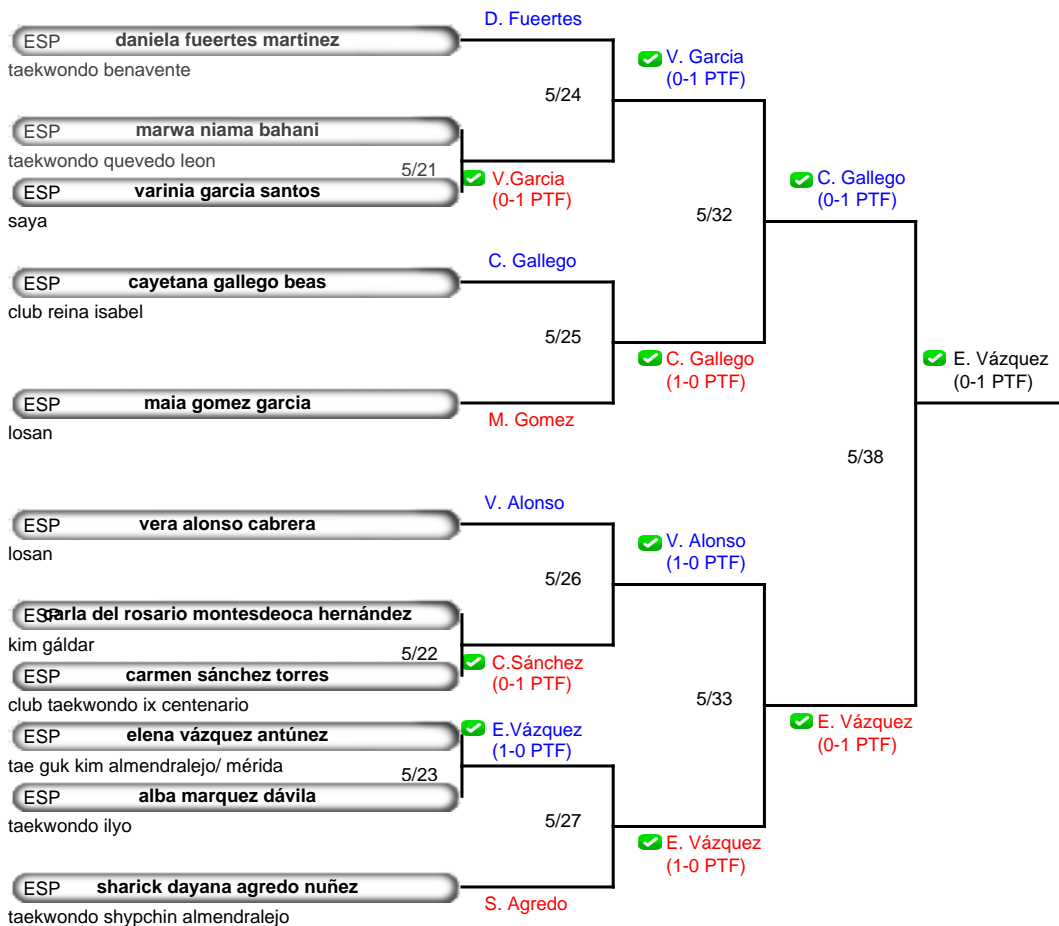 D. Fueertes
ESP daniela fueertes martinez
taekwondo benavente
V. Garcia
(0-1 PTF)
5/24
ESP marwa niama bahani
taekwondo quevedo leon
5/21
V.Garcia
(0-1 PTF)
ESP varinia garcia santos
saya
C. Gallego
(0-1 PTF)
5/32
C. Gallego
ESP cayetana gallego beas
club reina isabel
5/25
C. Gallego
(1-0 PTF)
E. Vázquez
(0-1 PTF)
ESP maia gomez garcia
losan
M. Gomez
5/38
V. Alonso
ESP vera alonso cabrera
losan
V. Alonso
(1-0 PTF)
5/26
ESP carla del rosario montesdeoca hernández
kim gáldar
5/22
C.Sánchez
(0-1 PTF)
ESP carmen sánchez torres
club taekwondo ix centenario
5/33
E. Vázquez
(0-1 PTF)
E.Vázquez
(1-0 PTF)
ESP elena vázquez antúnez
tae guk kim almendralejo/ mérida
5/23
ESP alba marquez dávila
taekwondo ilyo
5/27
E. Vázquez
(1-0 PTF)
ESP sharick dayana agredo nuñez
taekwondo shypchin almendralejo
S. Agredo